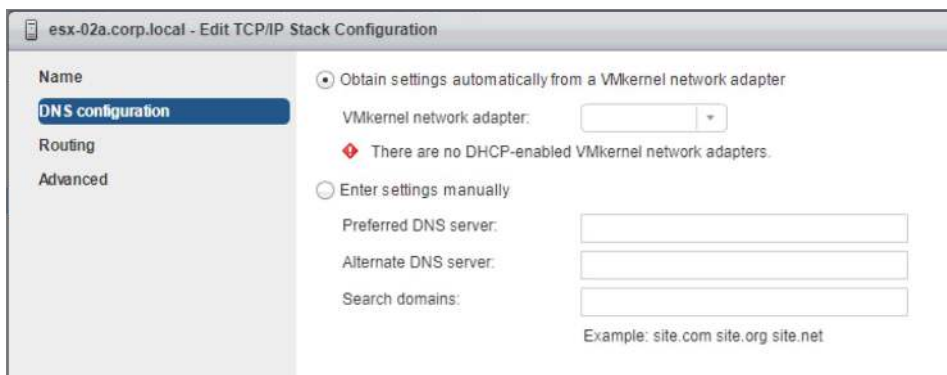 esx-02a.corp.local - Edit TCP/IP Stack Configuration
Name
DNS configuration
Routing
Advanced
Obtain settings automatically from a VMkernel network adapter
VMkernel network adapter:
There are no DHCP-enabled VMkernel network adapters.
Enter settings manually
Preferred DNS server:
Alternate DNS server:
Search domains:
Example: site.com site.org site.net